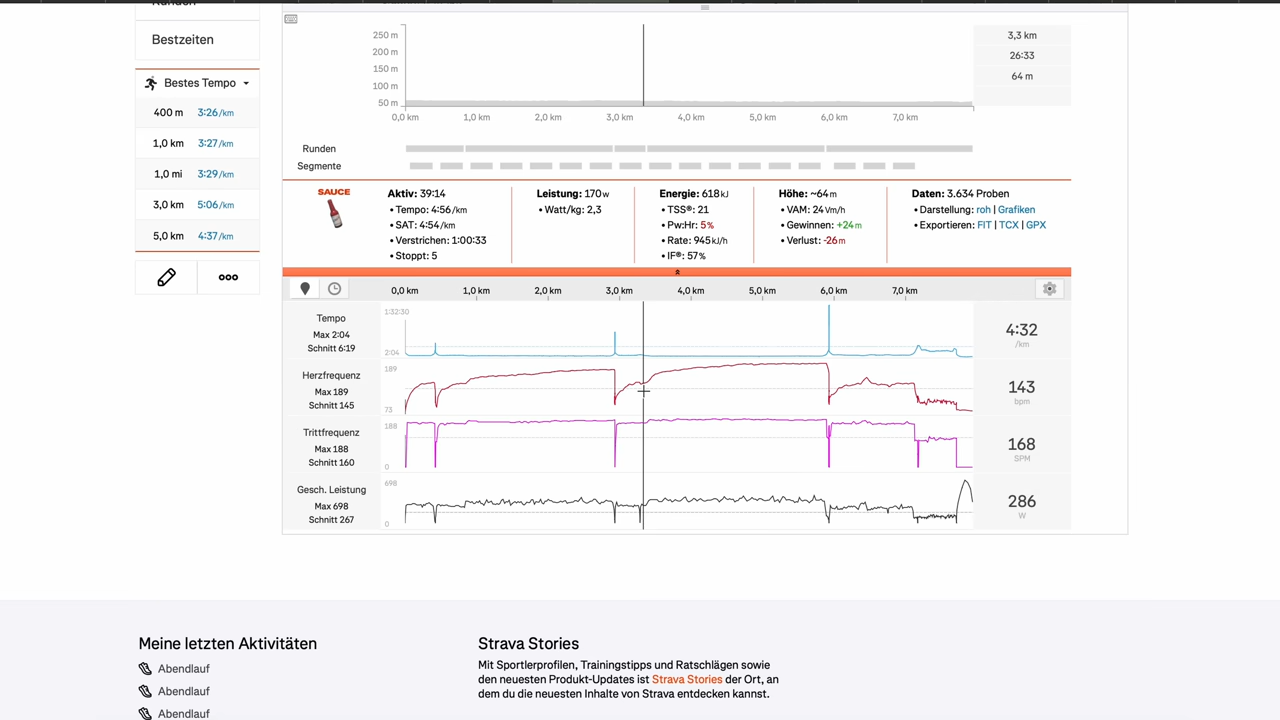 Runden
Bestzeiten
Bestes Tempo
400 m 3:26/km
1,0 km 3:27/km
1,0 mi 3:29/km
3,0 km 5:06/km
5,0 km 4:37/km
250 m
200 m
150 m
100 m
50 m
0,0 km 1,0 km 2,0 km 3,0 km 4,0 km 5,0 km 6,0 km 7,0 km
3,3 km
26:33
64 m
Runden
Segmente
SAUCE
Aktiv: 39:14
• Tempo: 4:56/km
• SAT: 4:54/km
• Verstrichen: 1:00:33
• Stoppt: 5
Leistung: 170w
• Watt/kg: 2,3
Energie: 618kJ
• TSS®: 21
• Pw:Hr: 5%
• Rate: 945kJ/h
• IF®: 57%
Höhe: ~64m
• VAM: 24Vm/h
• Gewinnen: +24m
• Verlust: -26m
Daten: 3.634 Proben
• Darstellung: roh | Grafiken
• Exportieren: FIT | TCX | GPX
0,0 km 1,0 km 2,0 km 3,0 km 4,0 km 5,0 km 6,0 km 7,0 km
Tempo
Max 2:04
Schnitt 6:19
1:32:30
2:04
4:32
/km
Herzfrequenz
Max 189
Schnitt 145
189
73
143
bpm
Trittfrequenz
Max 188
Schnitt 160
188
0
168
SPM
Gesch. Leistung
Max 698
Schnitt 267
698
0
286
W
Meine letzten Aktivitäten
Abendlauf
Abendlauf
Abendlauf
Strava Stories
Mit Sportlerprofilen, Trainingstipps und Ratschlägen sowie
den neuesten Produkt-Updates ist Strava Stories der Ort, an
dem du die neuesten Inhalte von Strava entdecken kannst.